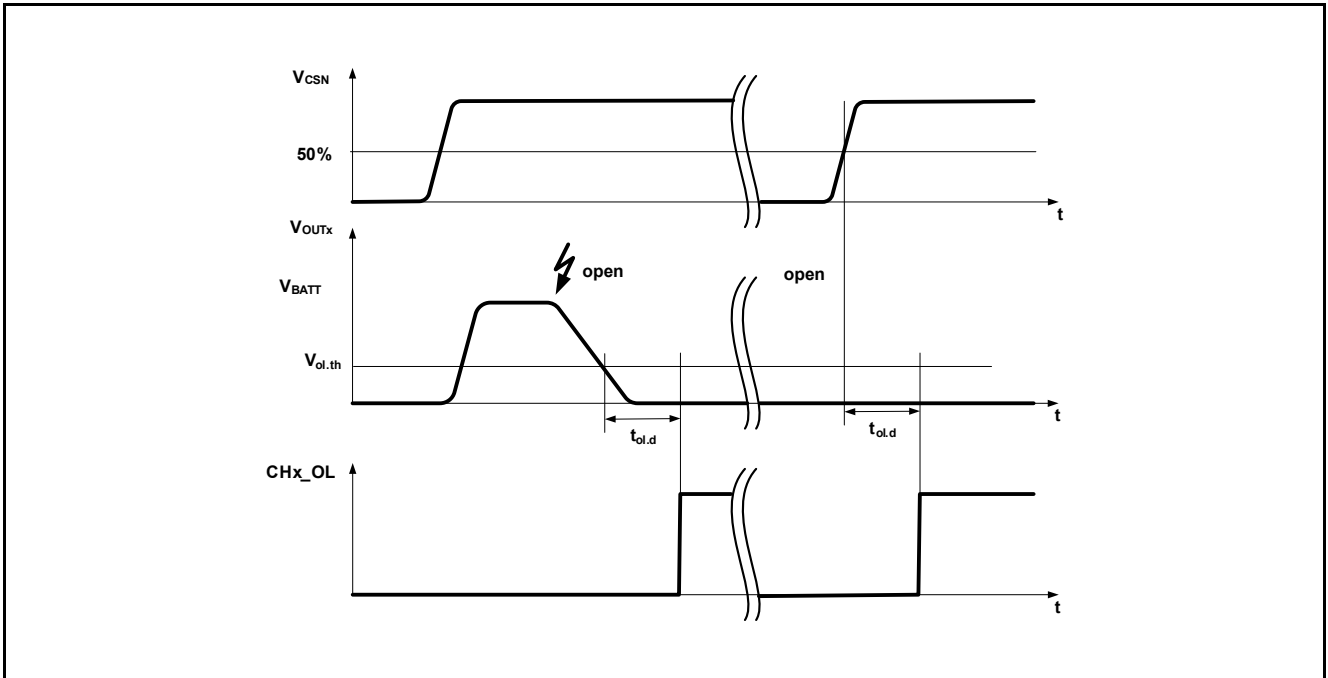 VCSN
50%
t
VOUTx
open
open
VBATT
Vol.th
tol.d
tol.d
t
CHx_OL
t